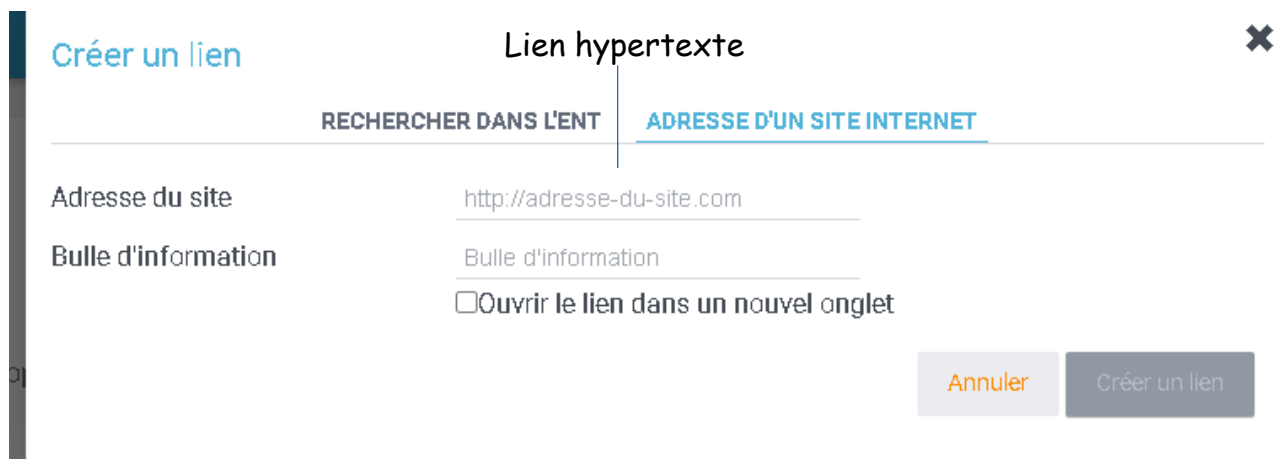 Lien hypertexte
Créer un lien
RECHERCHER DANS L'ENT ADRESSE D'UN SITE INTERNET
Adresse du site http://adresse-du-site.com
Bulle d'information Bulle d'information
Ouvrir le lien dans un nouvel onglet
Annuler Créer un lien